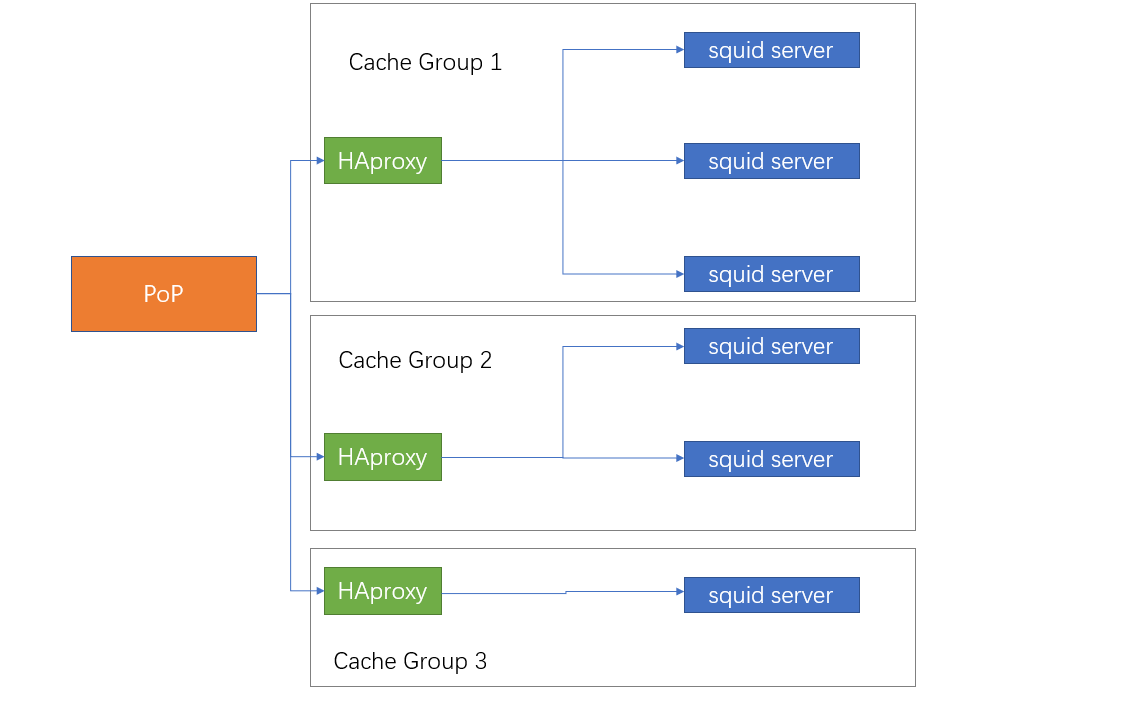 Cache Group 1
squid server
HAproxy
squid server
squid server
PoP
Cache Group 2
squid server
HAproxy
squid server
HAproxy
squid server
Cache Group 3